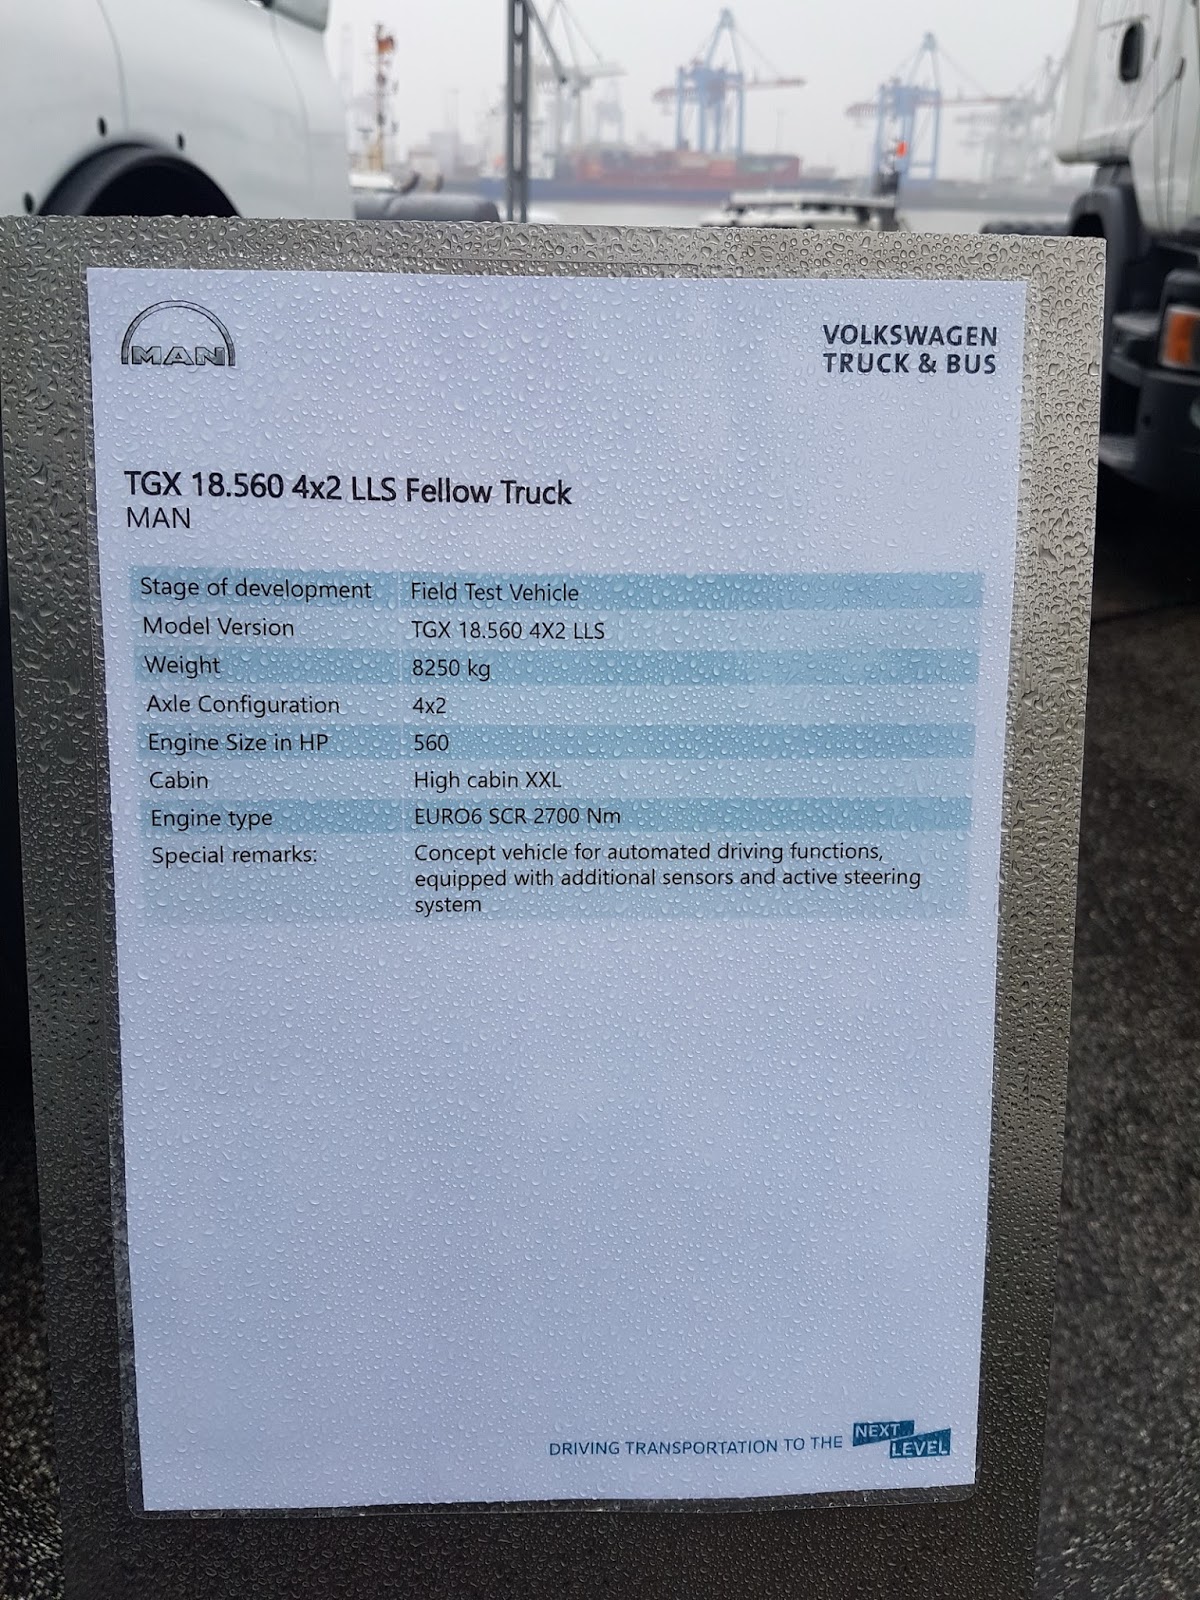 MAN
VOLKSWAGEN
TRUCK & BUS
TGX 18.560 4x2 LLS Fellow Truck
MAN
Stage of development Field Test Vehicle
Model Version TGX 18.560 4X2 LLS
Weight 8250 kg
Axle Configuration 4x2
Engine Size in HP 560
Cabin High cabin XXL
Engine type EURO6 SCR 2700 Nm
Special remarks: Concept vehicle for automated driving functions,
equipped with additional sensors and active steering
system
DRIVING TRANSPORTATION TO THE NEXT
LEVEL